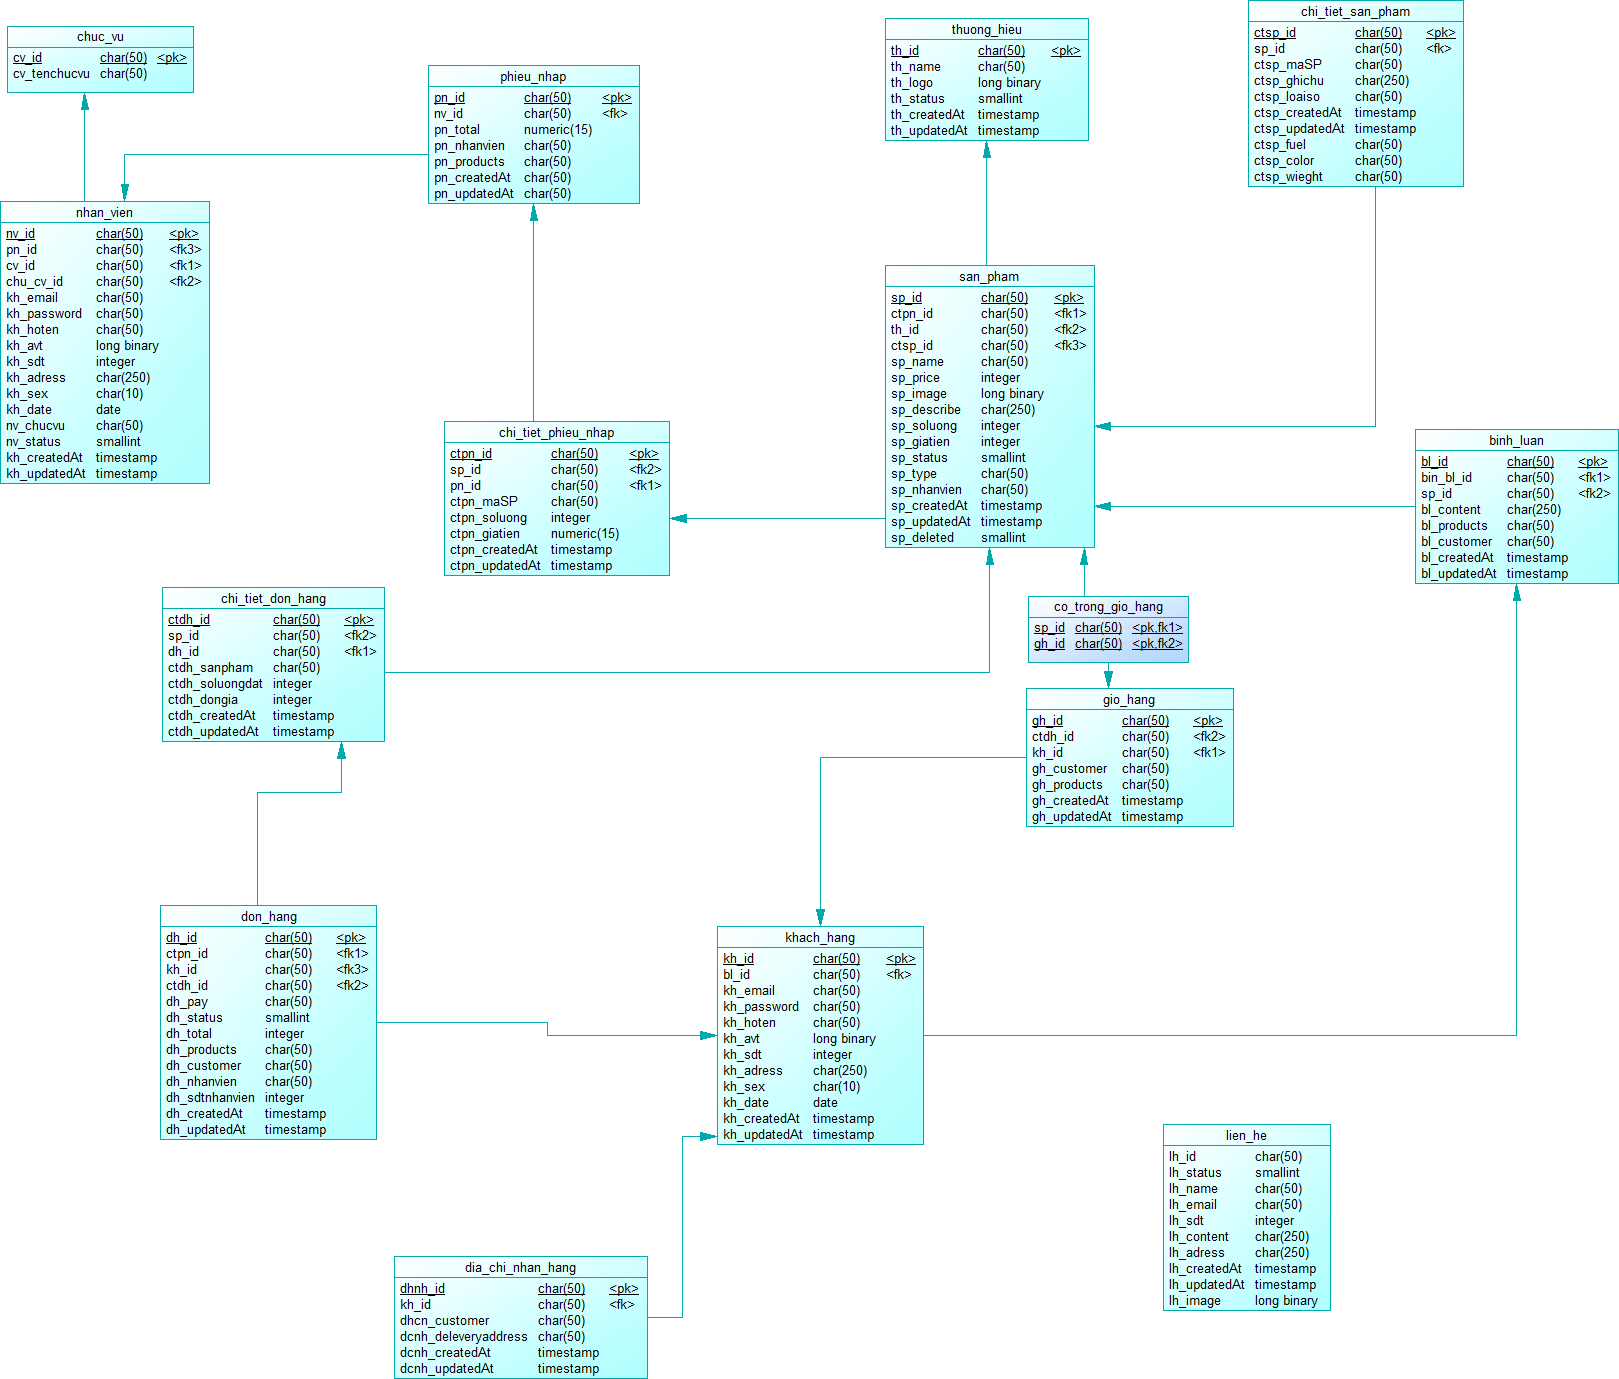 chuc_vu
cv_id char(50) <pk>
cv_tenchucvu char(50)
phieu_nhap
pn_id char(50) <pk>
nv_id char(50) <fk>
pn_total numeric(15)
pn_nhanvien char(50)
pn_products char(50)
pn_createdAt char(50)
pn_updatedAt char(50)
thuong_hieu
th_id char(50) <pk>
th_name char(50)
th_logo long binary
th_status smallint
th_createdAt timestamp
th_updatedAt timestamp
chi_tiet_san_pham
ctsp_id char(50) <pk>
sp_id char(50) <fk>
ctsp_maSP char(50)
ctsp_ghichu char(250)
ctsp_loaiso char(50)
ctsp_createdAt timestamp
ctsp_updatedAt timestamp
ctsp_fuel char(50)
ctsp_color char(50)
ctsp_wieght char(50)
nhan_vien
nv_id char(50) <pk>
pn_id char(50) <fk3>
cv_id char(50) <fk1>
chu_cv_id char(50) <fk2>
kh_email char(50)
kh_password char(50)
kh_hoten char(50)
kh_avt long binary
kh_sdt integer
kh_adress char(250)
kh_sex char(10)
kh_date date
nv_chucvu char(50)
nv_status smallint
kh_createdAt timestamp
kh_updatedAt timestamp
san_pham
sp_id char(50) <pk>
ctpn_id char(50) <fk1>
th_id char(50) <fk2>
ctsp_id char(50) <fk3>
sp_name char(50)
sp_price integer
sp_image long binary
sp_describe char(250)
sp_soluong integer
sp_giatien integer
sp_status smallint
sp_type char(50)
sp_nhanvien char(50)
sp_createdAt timestamp
sp_updatedAt timestamp
sp_deleted smallint
chi_tiet_phieu_nhap
ctpn_id char(50) <pk>
sp_id char(50) <fk2>
pn_id char(50) <fk1>
ctpn_maSP char(50)
ctpn_soluong integer
ctpn_giatien numeric(15)
ctpn_createdAt timestamp
ctpn_updatedAt timestamp
binh_luan
bl_id char(50) <pk>
bin_bl_id char(50) <fk1>
sp_id char(50) <fk2>
bl_content char(250)
bl_products char(50)
bl_customer char(50)
bl_createdAt timestamp
bl_updatedAt timestamp
chi_tiet_don_hang
ctdh_id char(50) <pk>
sp_id char(50) <fk2>
dh_id char(50) <fk1>
ctdh_sanpham char(50)
ctdh_soluongdat integer
ctdh_dongia integer
ctdh_createdAt timestamp
ctdh_updatedAt timestamp
co_trong_gio_hang
sp_id char(50) <pk,fk1>
gh_id char(50) <pk,fk2>
gio_hang
gh_id char(50) <pk>
ctdh_id char(50) <fk2>
kh_id char(50) <fk1>
gh_customer char(50)
gh_products char(50)
gh_createdAt timestamp
gh_updatedAt timestamp
don_hang
dh_id char(50) <pk>
ctpn_id char(50) <fk1>
kh_id char(50) <fk3>
ctdh_id char(50) <fk2>
dh_pay char(50)
dh_status smallint
dh_total integer
dh_products char(50)
dh_customer char(50)
dh_nhanvien char(50)
dh_sdtnhanvien integer
dh_createdAt timestamp
dh_updatedAt timestamp
khach_hang
kh_id char(50) <pk>
bl_id char(50) <fk>
kh_email char(50)
kh_password char(50)
kh_hoten char(50)
kh_avt long binary
kh_sdt integer
kh_adress char(250)
kh_sex char(10)
kh_date date
kh_createdAt timestamp
kh_updatedAt timestamp
lien_he
lh_id char(50)
lh_status smallint
lh_name char(50)
lh_email char(50)
lh_sdt integer
lh_content char(250)
lh_adress char(250)
lh_createdAt timestamp
lh_updatedAt timestamp
lh_image long binary
dia_chi_nhan_hang
dhnh_id char(50) <pk>
kh_id char(50) <fk>
dhcn_customer char(50)
dcnh_deleveryaddress char(50)
dcnh_createdAt timestamp
dcnh_updatedAt timestamp